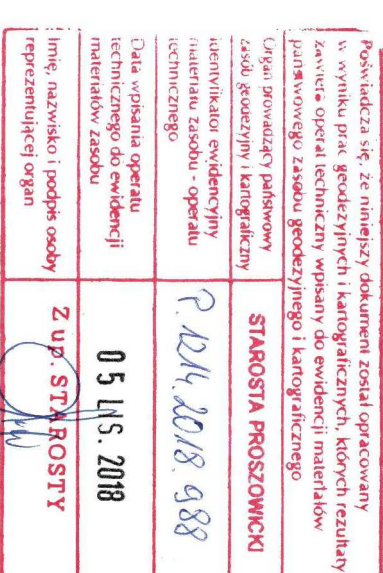 Poświadcza się, że niniejszy dokument został opracowany
w wyniku prac geodezyjnych i kartograficznych, których rezultaty
zawiera operat techniczny wpisany do ewidencji materiałów
państwowego zasobu geodezyjnego i kartograficznego
Organ prowadzący państwowy
zasób geodezyjny i kartograficzny
STAROSTA PROSZOWICKI
Identyfikator ewidencyjny
materiału zasobu - operatu
technicznego
P.1214.2018.988
Data wpisania operatu
technicznego do ewidencji
materiałów zasobu
05 LIS. 2018
Imię, nazwisko i podpis osoby
reprezentującej organ
Z up. STAROSTY